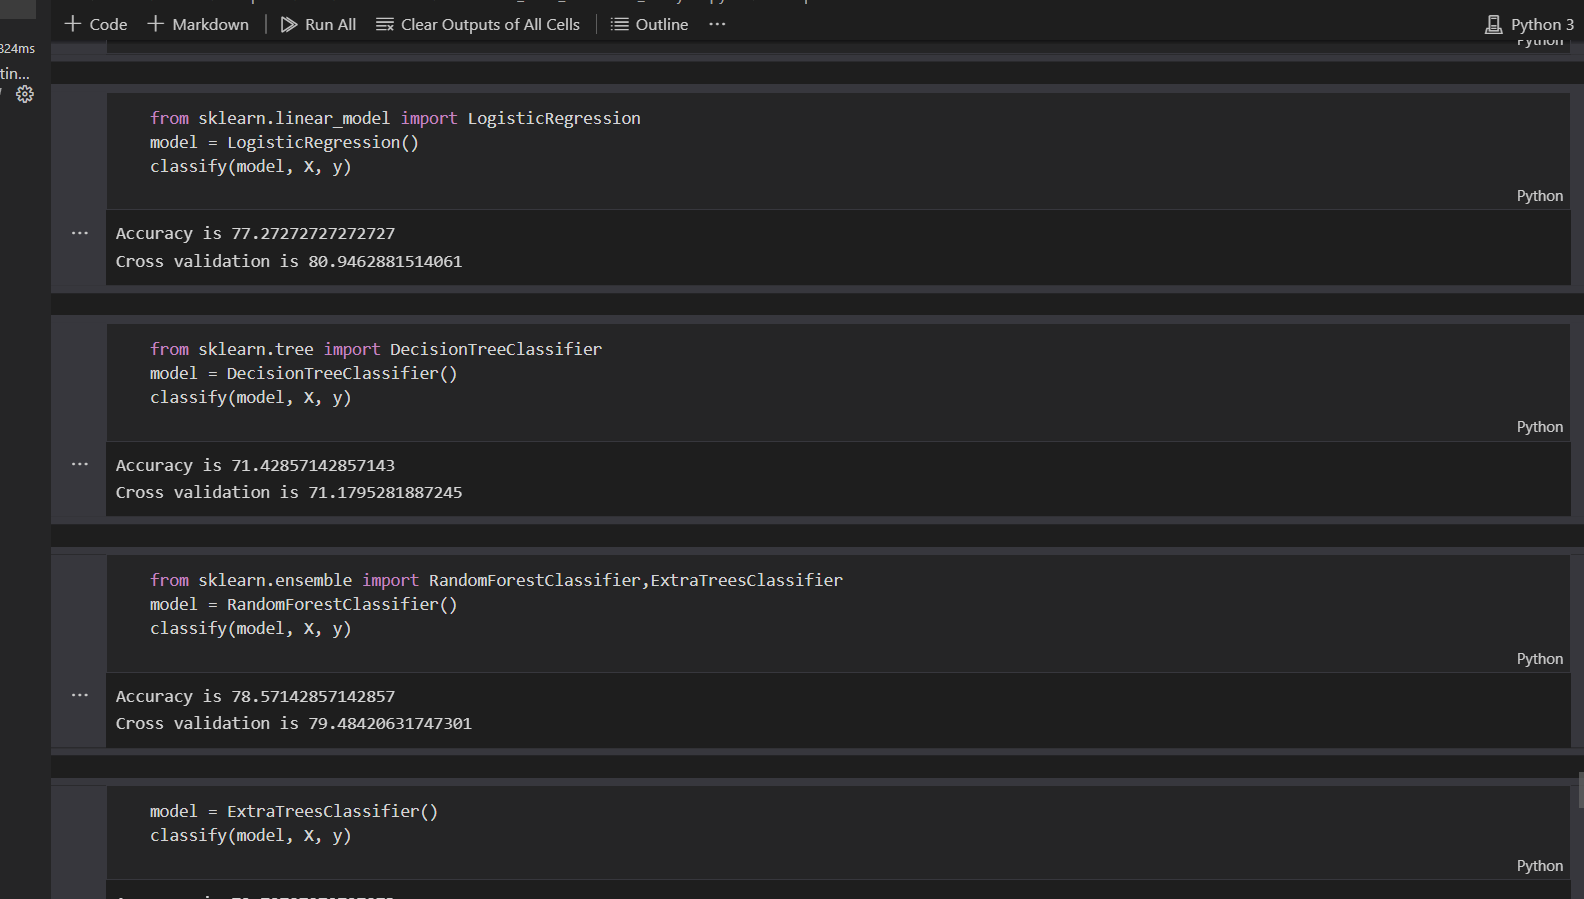 Code Markdown Run All Clear Outputs of All Cells Outline ... Python 3
324ms
tin...
Python
from sklearn.linear_model import LogisticRegression
model = LogisticRegression()
classify(model, X, y)
Python
Accuracy is 77.27272727272727
Cross validation is 80.9462881514061
from sklearn.tree import DecisionTreeClassifier
model = DecisionTreeClassifier()
classify(model, X, y)
Python
Accuracy is 71.42857142857143
Cross validation is 71.1795281887245
from sklearn.ensemble import RandomForestClassifier,ExtraTreesClassifier
model = RandomForestClassifier()
classify(model, X, y)
Python
Accuracy is 78.57142857142857
Cross validation is 79.48420631747301
model = ExtraTreesClassifier()
classify(model, X, y)
Python